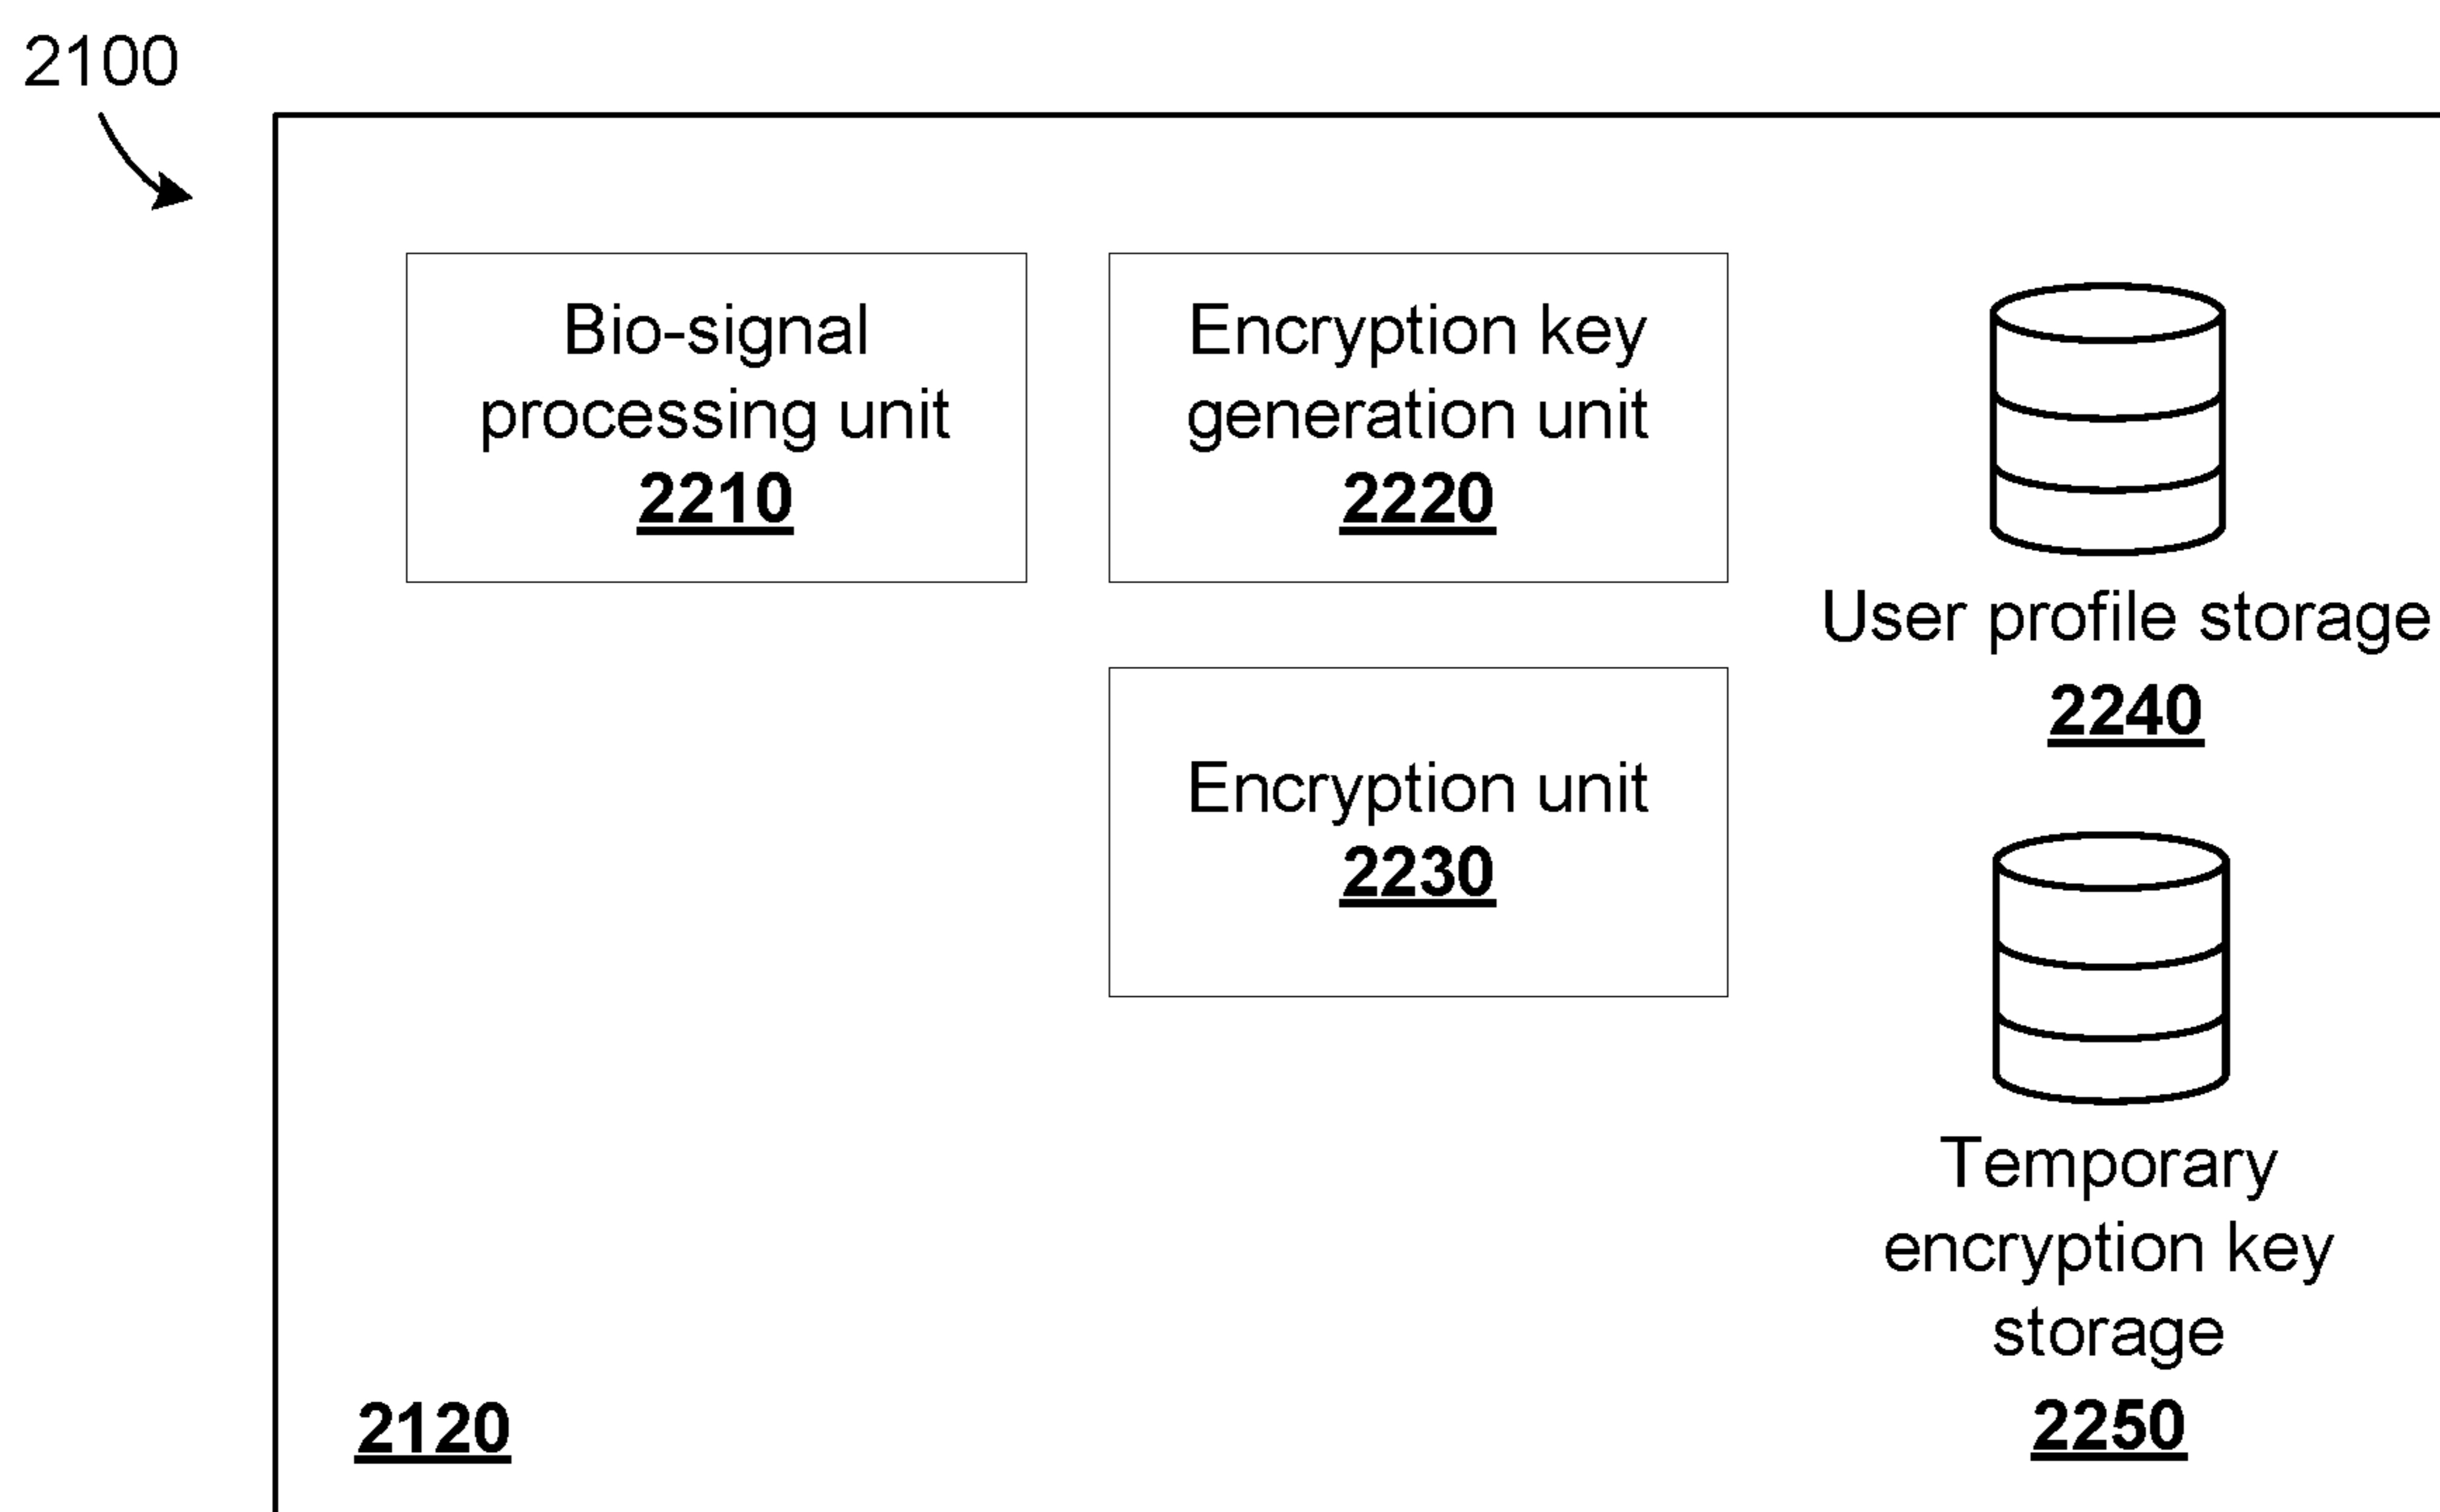 2100
Bio-signal
processing unit
2210
Encryption key
generation unit
2220
User profile storage
2240
Encryption unit
2230
Temporary
encryption key
storage
2250
2120